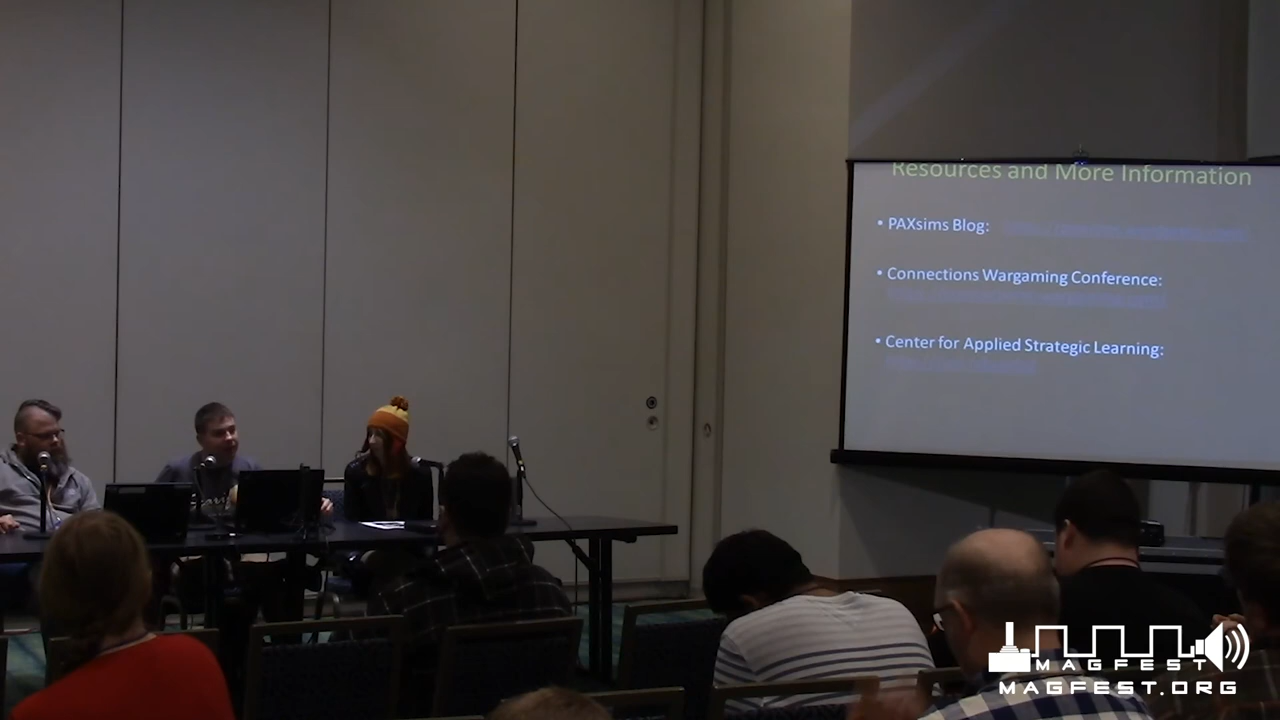 Resources and More Information
• PAXsims Blog:
• Connections Wargaming Conference:
• Center for Applied Strategic Learning:
MAGFEST
MAGFEST.ORG